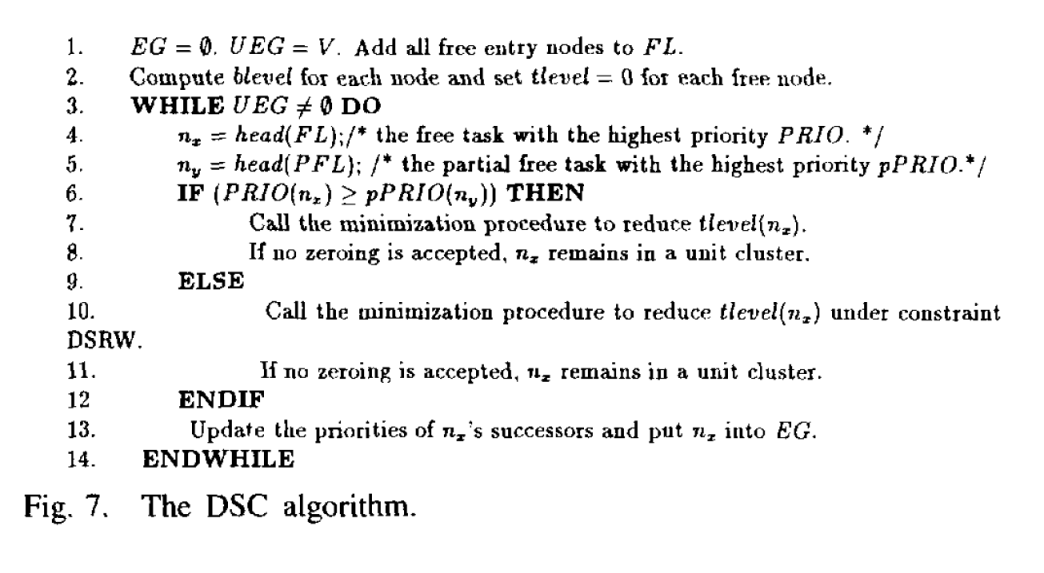 1. EG = ∅. UEG = V. Add all free entry nodes to FL.
2. Compute blevel for each node and set tlevel = 0 for each free node.
3. WHILE UEG ≠ ∅ DO
4. n_x = head(FL);/* the free task with the highest priority PRIO. */
5. n_y = head(PFL); /* the partial free task with the highest priority pPRIO.*/
6. IF (PRIO(n_x) ≥ pPRIO(n_y)) THEN
7. Call the minimization procedure to reduce tlevel(n_x).
8. If no zeroing is accepted, n_x remains in a unit cluster.
9. ELSE
10. Call the minimization procedure to reduce tlevel(n_x) under constraint
DSRW.
11. If no zeroing is accepted, n_x remains in a unit cluster.
12 ENDIF
13. Update the priorities of n_x's successors and put n_x into EG.
14. ENDWHILE
Fig. 7. The DSC algorithm.